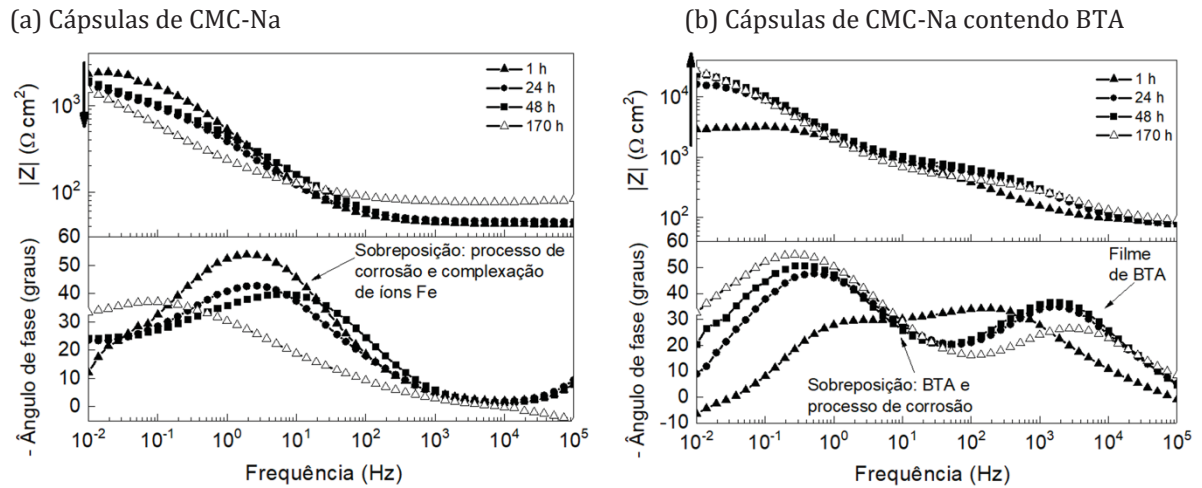 (a) Cápsulas de CMC-Na
|Z| (Ω cm²)
10³
10²
1 h
24 h
48 h
170 h
- Ângulo de fase (graus)
60
50
40
30
20
10
0
Sobreposição: processo de
corrosão e complexação
de íons Fe
10⁻² 10⁻¹ 10⁰ 10¹ 10² 10³ 10⁴ 10⁵
Frequência (Hz)
(b) Cápsulas de CMC-Na contendo BTA
|Z| (Ω cm²)
10⁴
10³
10²
1 h
24 h
48 h
170 h
- Ângulo de fase (graus)
60
50
40
30
20
10
0
-10
Filme
de BTA
Sobreposição: BTA e
processo de corrosão
10⁻² 10⁻¹ 10⁰ 10¹ 10² 10³ 10⁴ 10⁵
Frequência (Hz)